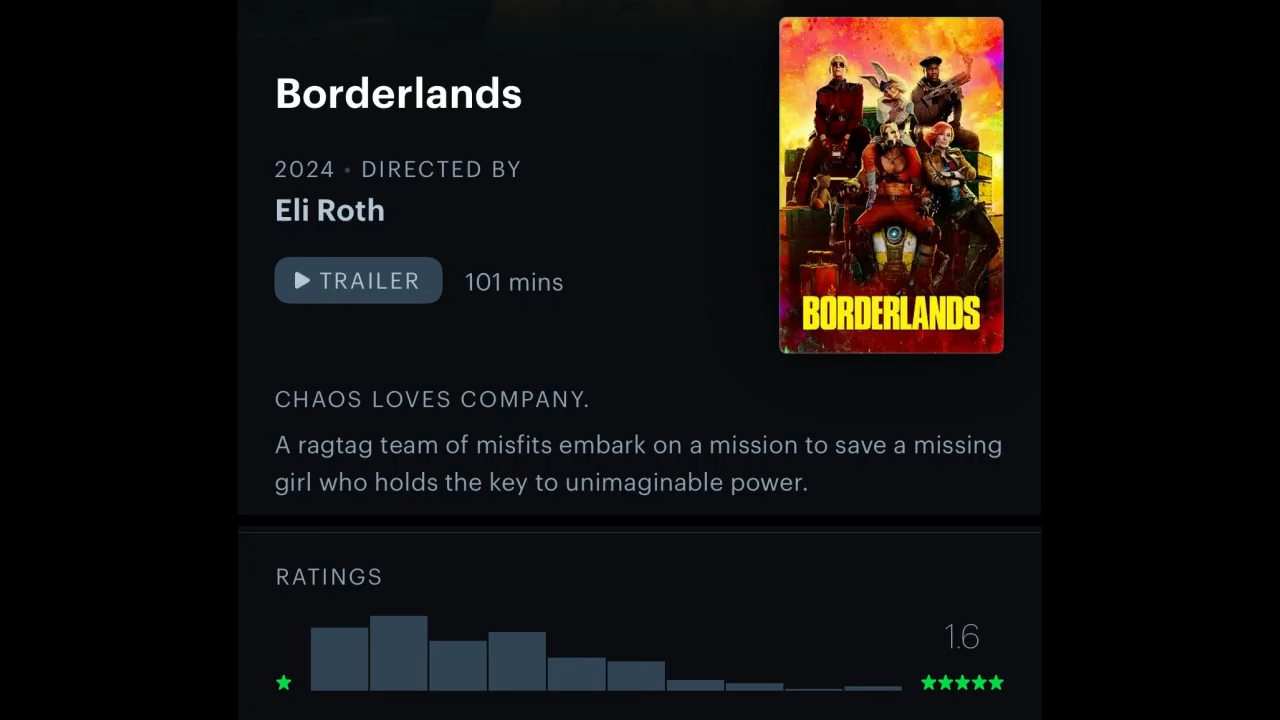 Borderlands
2024 • DIRECTED BY
Eli Roth
TRAILER 101 mins
BORDERLANDS
CHAOS LOVES COMPANY.
A ragtag team of misfits embark on a mission to save a missing
girl who holds the key to unimaginable power.
RATINGS
1.6